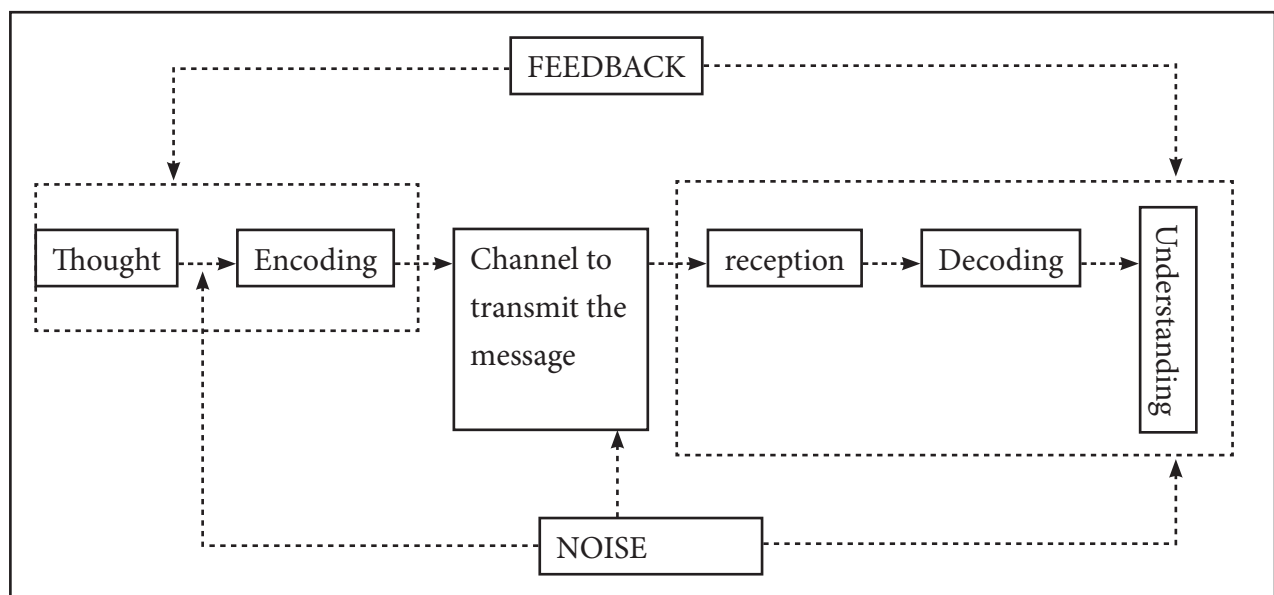 FEEDBACK
Thought
Encoding
Channel to
transmit the
message
reception
Decoding
Understanding
NOISE